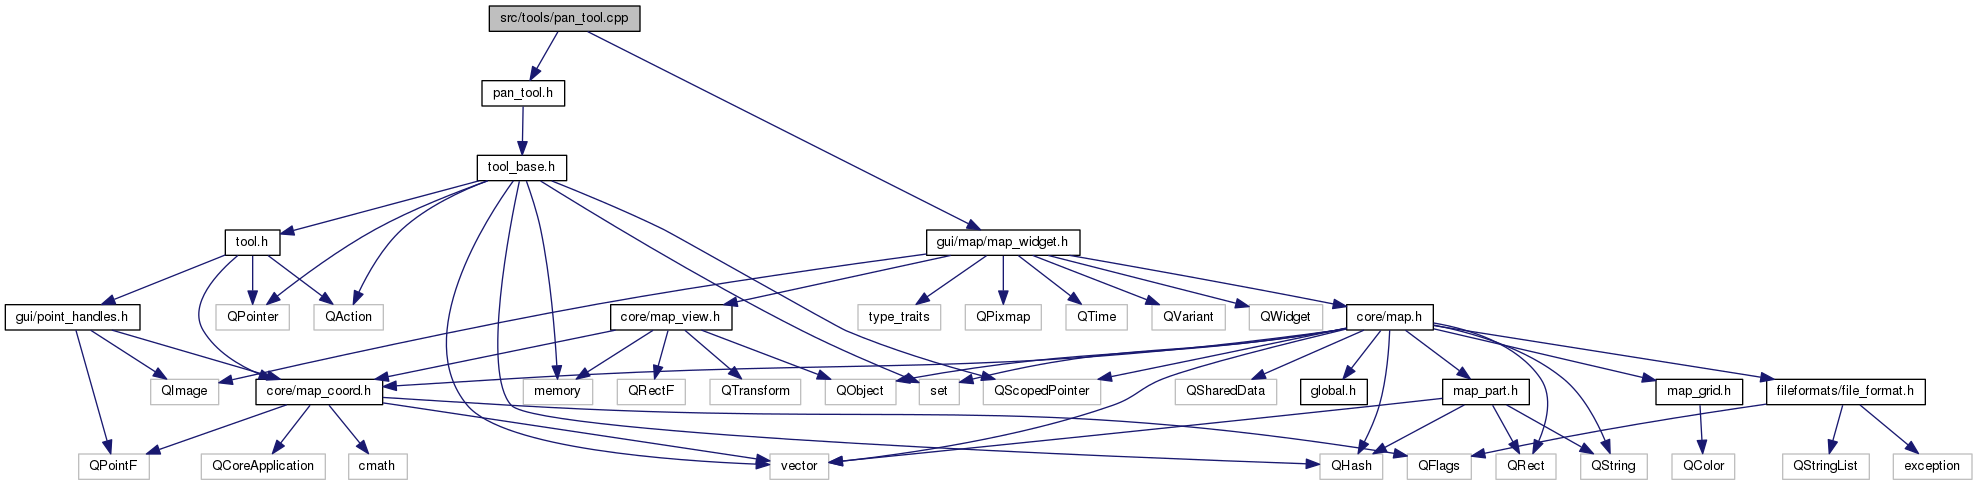 src/tools/pan_tool.cpp
pan_tool.h
tool_base.h
tool.h
gui/map/map_widget.h
gui/point_handles.h
QPointer
QAction
core/map_view.h
type_traits
QPixmap
QTime
QVariant
QWidget
core/map.h
QImage
core/map_coord.h
memory
QRectF
QTransform
QObject
set
QScopedPointer
QSharedData
global.h
map_part.h
map_grid.h
fileformats/file_format.h
QPointF
QCoreApplication
cmath
vector
QHash
QFlags
QRect
QString
QColor
QStringList
exception